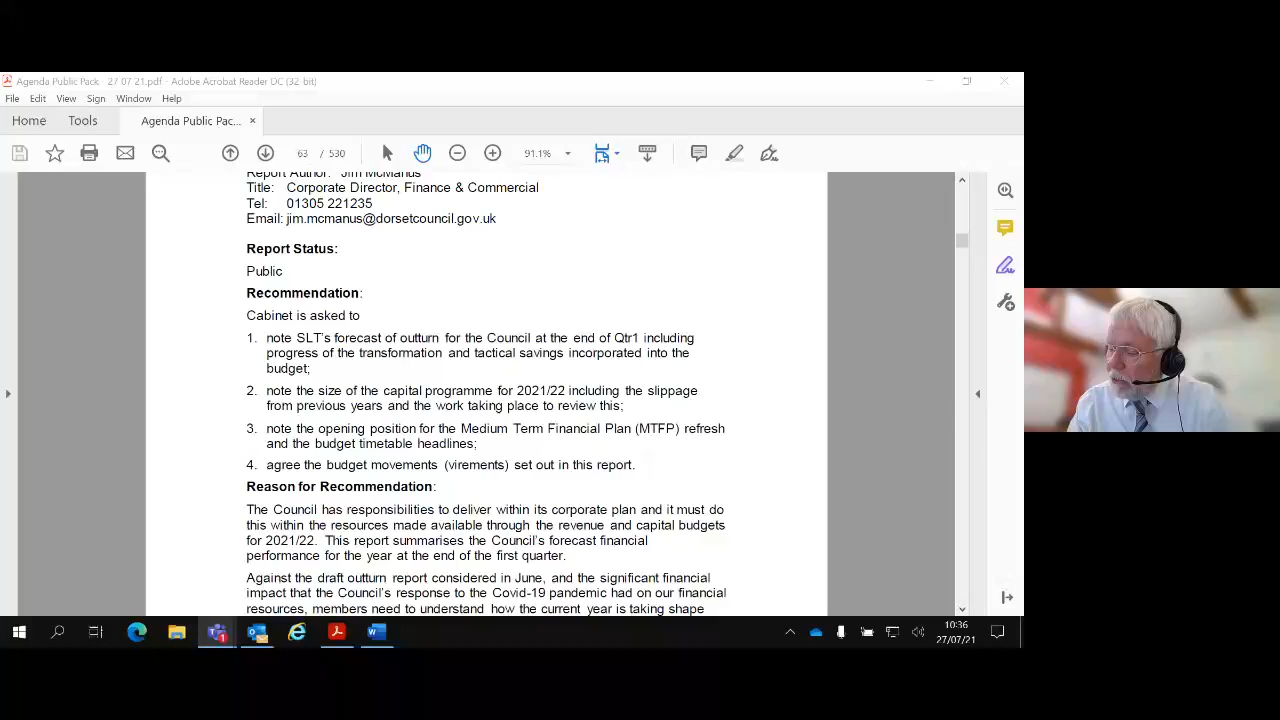 Agenda Public Pack - 27 07 21.pdf - Adobe Acrobat Reader DC (32-bit)
File Edit View Sign Window Help
Home Tools Agenda Public Pac... ×
63 / 530 91.1%
Report Author: Jim McManus
Title: Corporate Director, Finance & Commercial
Tel: 01305 221235
Email: jim.mcmanus@dorsetcouncil.gov.uk
Report Status:
Public
Recommendation:
Cabinet is asked to
1. note SLT's forecast of outturn for the Council at the end of Qtr1 including
progress of the transformation and tactical savings incorporated into the
budget;
2. note the size of the capital programme for 2021/22 including the slippage
from previous years and the work taking place to review this;
3. note the opening position for the Medium Term Financial Plan (MTFP) refresh
and the budget timetable headlines;
4. agree the budget movements (virements) set out in this report.
Reason for Recommendation:
The Council has responsibilities to deliver within its corporate plan and it must do
this within the resources made available through the revenue and capital budgets
for 2021/22. This report summarises the Council's forecast financial
performance for the year at the end of the first quarter.
Against the draft outturn report considered in June, and the significant financial
impact that the Council's response to the Covid-19 pandemic had on our financial
resources, members need to understand how the current year is taking shape
10:36
27/07/21